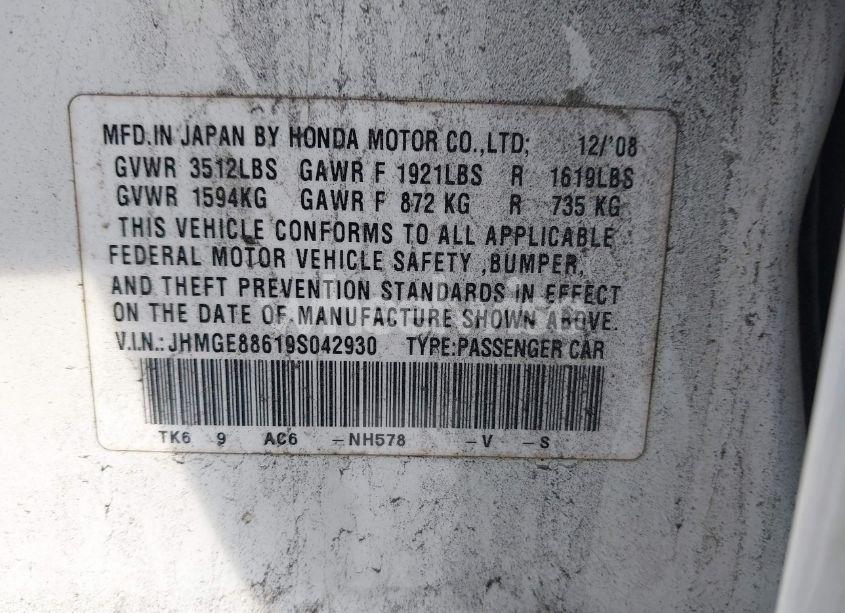 MFD.IN JAPAN BY HONDA MOTOR CO.,LTD; 12/'08
GVWR 3512LBS GAWR F 1921LBS R 1619LBS
GVWR 1594KG GAWR F 872 KG R 735 KG
THIS VEHICLE CONFORMS TO ALL APPLICABLE
FEDERAL MOTOR VEHICLE SAFETY ,BUMPER,
AND THEFT PREVENTION STANDARDS IN EFFECT
ON THE DATE OF MANUFACTURE SHOWN ABOVE.
V.I.N.: JHMGE88619S042930 TYPE:PASSENGER CAR
TK6 9 AC6 -NH578 -V -S